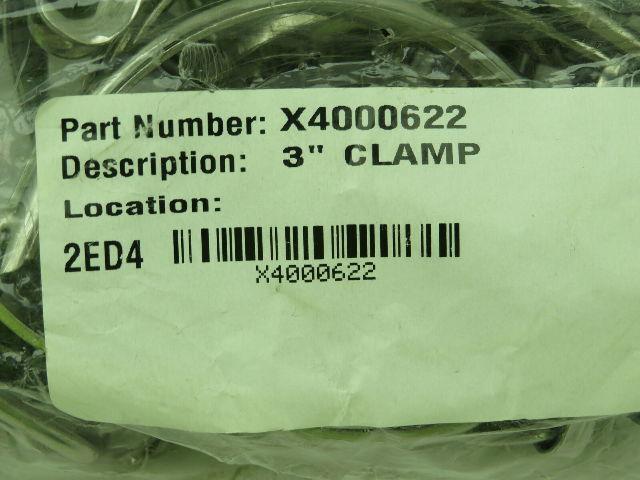 Part Number: X4000622
Description: 3" CLAMP
Location:
2ED4
X4000622